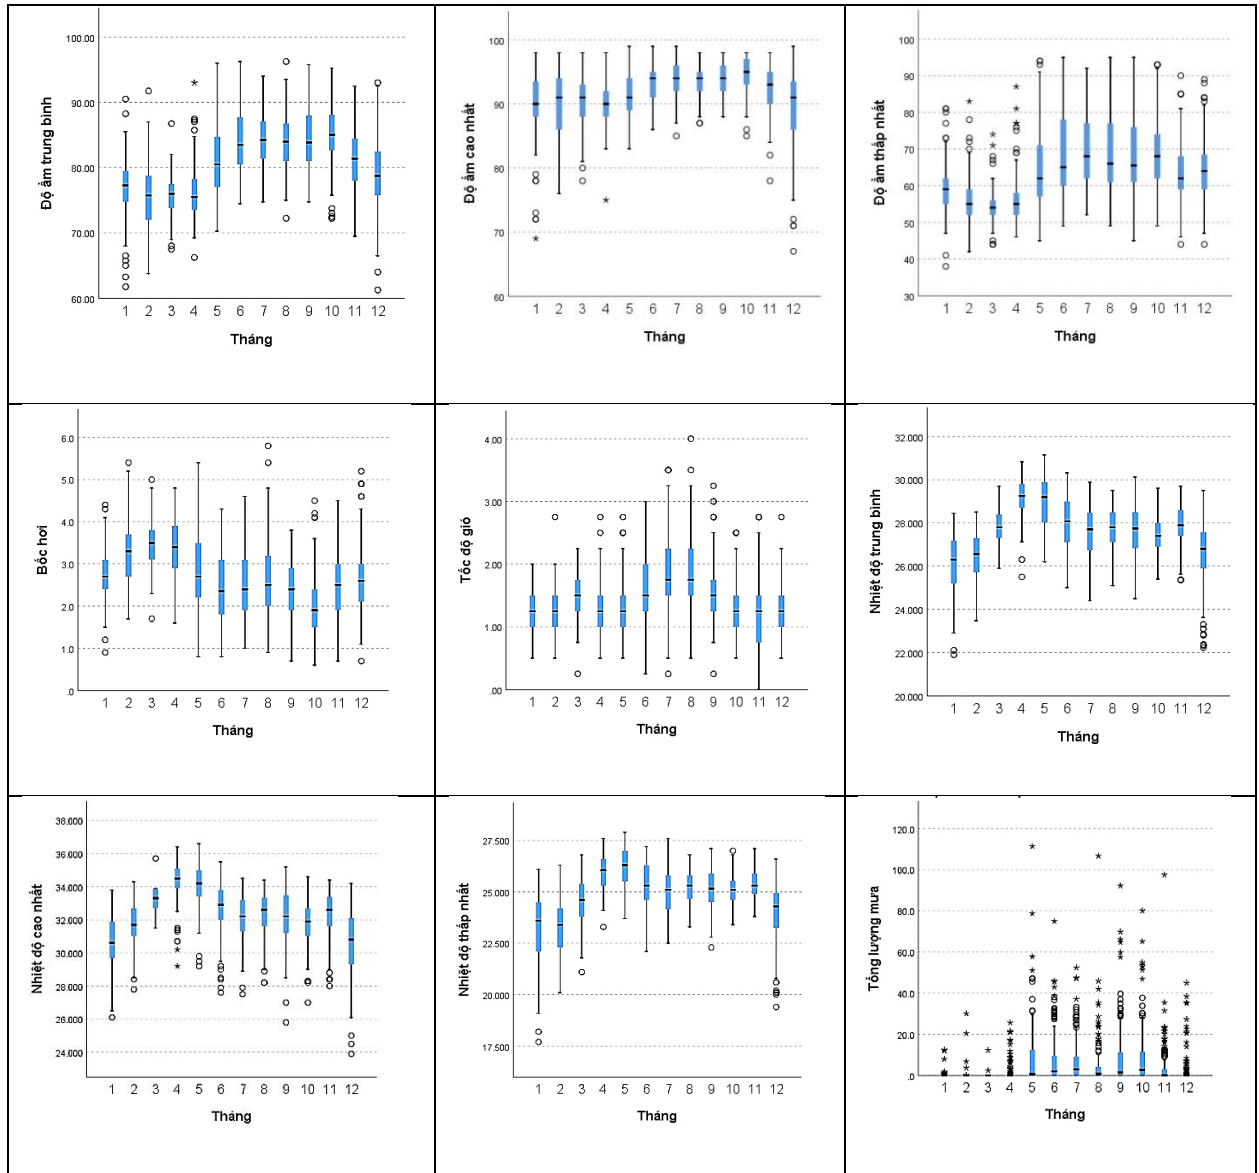 Độ ẩm trung bình
100.00
90.00
80.00
70.00
60.00
1 2 3 4 5 6 7 8 9 10 11 12
Tháng
Độ ẩm cao nhất
100
90
80
70
60
1 2 3 4 5 6 7 8 9 10 11 12
Tháng
Độ ẩm thấp nhất
100
90
80
70
60
50
40
30
1 2 3 4 5 6 7 8 9 10 11 12
Tháng
Bốc hơi
6.0
5.0
4.0
3.0
2.0
1.0
.0
1 2 3 4 5 6 7 8 9 10 11 12
Tháng
Tốc độ gió
4.00
3.00
2.00
1.00
.00
1 2 3 4 5 6 7 8 9 10 11 12
Tháng
Nhiệt độ trung bình
32.000
30.000
28.000
26.000
24.000
22.000
20.000
1 2 3 4 5 6 7 8 9 10 11 12
Tháng
Nhiệt độ cao nhất
38.000
36.000
34.000
32.000
30.000
28.000
26.000
24.000
1 2 3 4 5 6 7 8 9 10 11 12
Tháng
Nhiệt độ thấp nhất
27.500
25.000
22.500
20.000
17.500
1 2 3 4 5 6 7 8 9 10 11 12
Tháng
Tổng lượng mưa
120.0
100.0
80.0
60.0
40.0
20.0
.0
1 2 3 4 5 6 7 8 9 10 11 12
Tháng